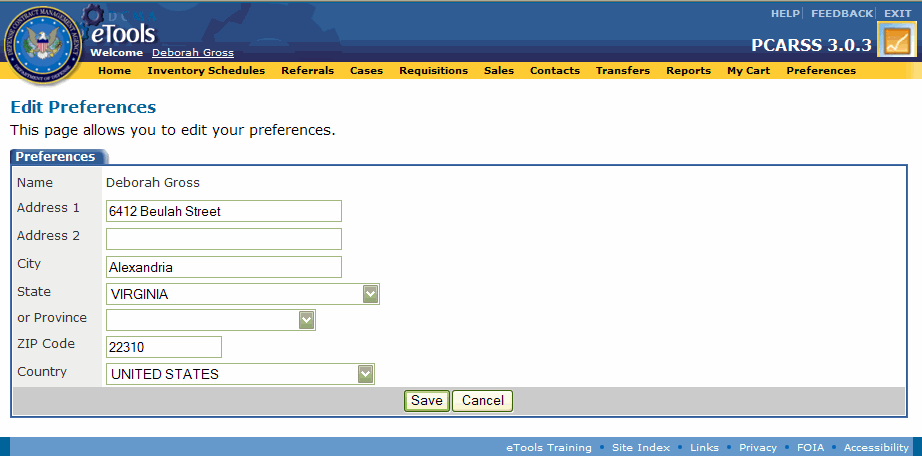 HELP FEEDBACK EXIT
eTools
Welcome Deborah Gross
PCARSS 3.0.3
Home Inventory Schedules Referrals Cases Requisitions Sales Contacts Transfers Reports My Cart Preferences
Edit Preferences
This page allows you to edit your preferences.
Preferences
Name Deborah Gross
Address 1 6412 Beulah Street
Address 2
City Alexandria
State VIRGINIA
or Province
ZIP Code 22310
Country UNITED STATES
Save Cancel
eTools Training • Site Index • Links • Privacy • FOIA • Accessibility